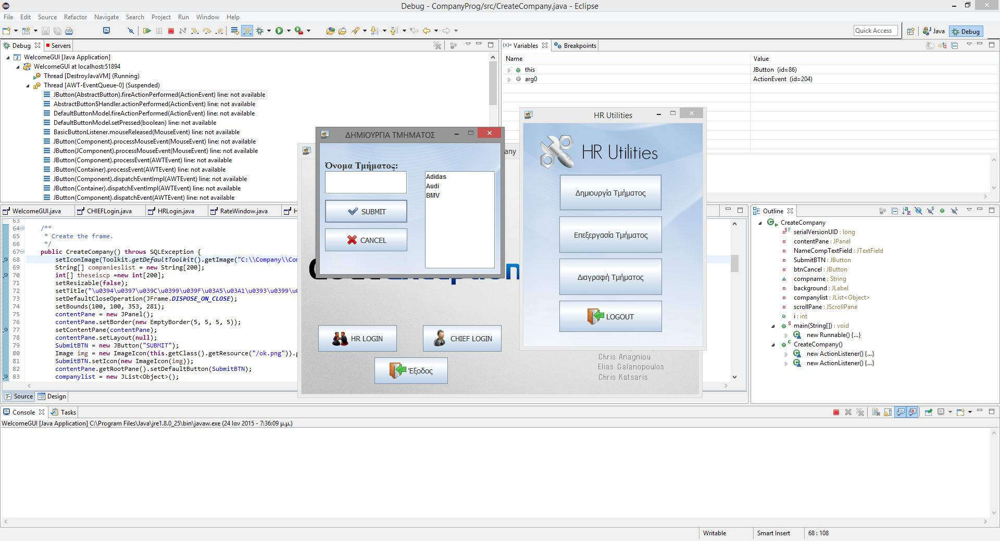 Debug - CompanyProg/src/CreateCompany.java - Eclipse
File Edit Source Refactor Navigate Search Project Run Window Help
Quick Access Java Debug
Debug Servers
WelcomeGUI [Java Application]
WelcomeGUI at localhost:51894
Thread [DestroyJavaVM] (Running)
Thread [AWT-EventQueue-0] (Suspended)
JButton(AbstractButton).fireActionPerformed(ActionEvent) line: not available
AbstractButton$Handler.actionPerformed(ActionEvent) line: not available
DefaultButtonModel.fireActionPerformed(ActionEvent) line: not available
DefaultButtonModel.setPressed(boolean) line: not available
BasicButtonListener.mouseReleased(MouseEvent) line: not available
JButton(Component).processMouseEvent(MouseEvent) line: not available
JButton(JComponent).processMouseEvent(MouseEvent) line: not available
JButton(Component).processEvent(AWTEvent) line: not available
JButton(Container).processEvent(AWTEvent) line: not available
JButton(Component).dispatchEventImpl(AWTEvent) line: not available
JButton(Container).dispatchEventImpl(AWTEvent) line: not available
JButton(Component).dispatchEvent(AWTEvent) line: not available
(x)= Variables Breakpoints
Name Value
this JButton (id=86)
arg0 ActionEvent (id=204)
ΔΗΜΙΟΥΡΓΙΑ ΤΜΗΜΑΤΟΣ
Όνομα Τμήματος:
Adidas
Audi
BMV
SUBMIT
CANCEL
any
HR Utilities
HR Utilities
Δημιουργία Τμήματος
Επεξεργασία Τμήματος
Διαγραφή Τμήματος
LOGOUT
HR LOGIN CHIEF LOGIN
Έξοδος
Chris Anagniou
Elias Galanopoulos
Chris Katsaris
WelcomeGUI.java CHIEFLogin.java HRLogin.java RateWindow.java H
63
64 /**
65 * Create the frame.
66 */
67 public CreateCompany() throws SQLException {
68 setIconImage(Toolkit.getDefaultToolkit().getImage("C:\\Company\\Con
69 String[] companieslist = new String[200];
70 int[] theseiscp =new int[200];
71 setResizable(false);
72 setTitle("\u0394\u0397\u039C\u0399\u039F\u03A5\u03A1\u0393\u0399\u0
73 setDefaultCloseOperation(JFrame.DISPOSE_ON_CLOSE);
74 setBounds(100, 100, 353, 281);
75 contentPane = new JPanel();
76 contentPane.setBorder(new EmptyBorder(5, 5, 5, 5));
77 setContentPane(contentPane);
78 contentPane.setLayout(null);
79 SubmitBTN = new JButton("SUBMIT");
80 Image img = new ImageIcon(this.getClass().getResource("/ok.png")).g
81 SubmitBTN.setIcon(new ImageIcon(img));
82 contentPane.getRootPane().setDefaultButton(SubmitBTN);
83 companylist = new JList<Object>();
Source Design
Outline
CreateCompany
serialVersionUID : long
contentPane : JPanel
NameCompTextField : JTextField
SubmitBTN : JButton
btnCancel : JButton
compname : String
background : JLabel
companylist : JList<Object>
scrollPane : JScrollPane
i : int
main(String[]) : void
new Runnable() {...}
CreateCompany()
new ActionListener() {...}
new ActionListener() {...}
Console Tasks
WelcomeGUI [Java Application] C:\Program Files\Java\jre1.8.0_25\bin\javaw.exe (24 Ιαν 2015 - 7:36:09 μ.μ.)
Writable Smart Insert 68 : 108